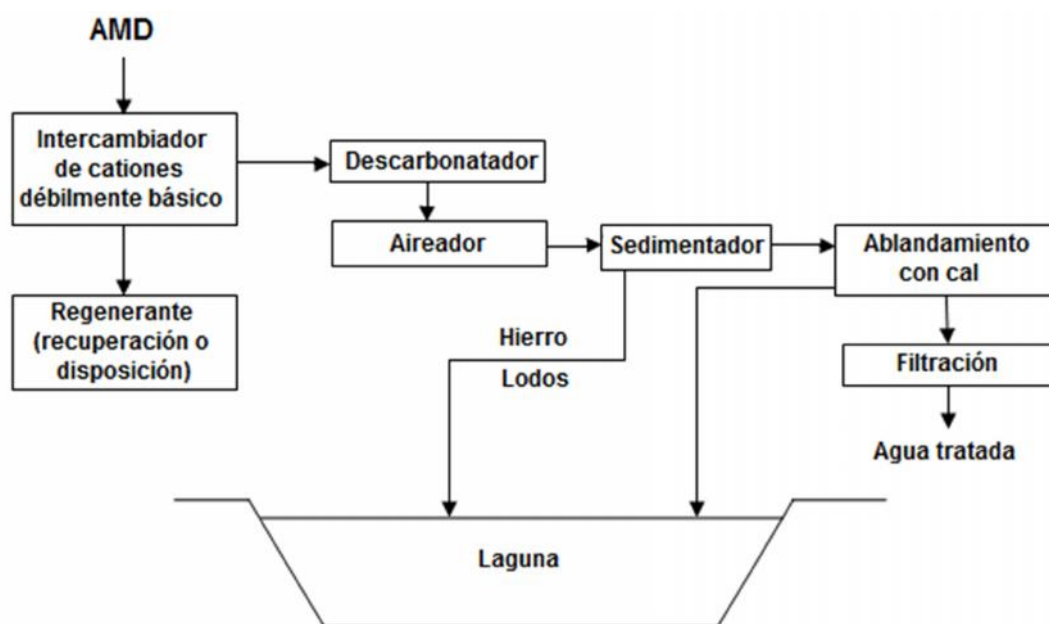 AMD
Intercambiador
de cationes
débilmente básico
Descarbonatador
Aireador
Sedimentador
Ablandamiento
con cal
Regenerante
(recuperación o
disposición)
Hierro
Lodos
Filtración
Agua tratada
Laguna